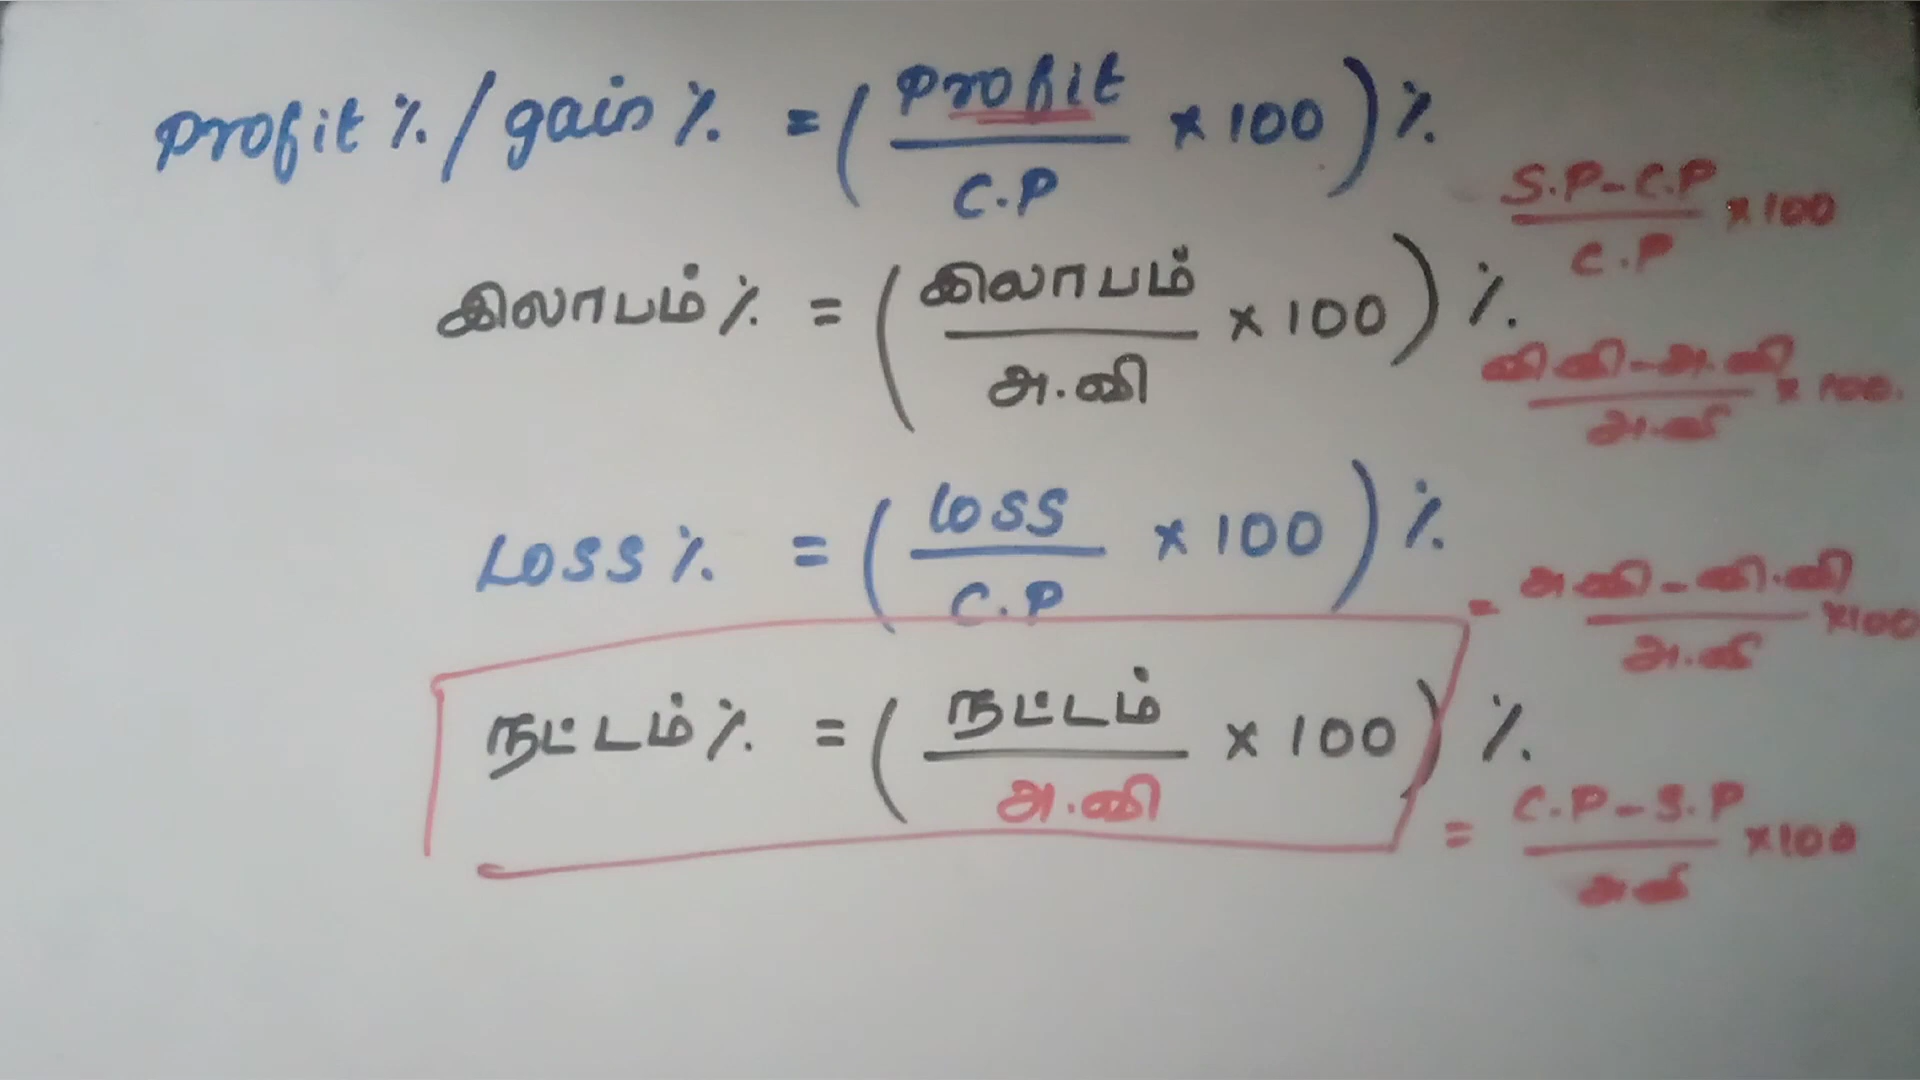 Profit % / gain % = ( Profit / C.P × 100 ) %
S.P - C.P / C.P × 100
இலாபம் % = ( இலாபம் / அ.வி × 100 ) %
வி.வி - அ.வி / அ.வி × 100.
Loss % = ( Loss / C.P × 100 ) %
= அ.வி - வி.வி / அ.வி × 100
நட்டம் % = ( நட்டம் / அ.வி × 100 ) %
= C.P - S.P / அ.வி × 100